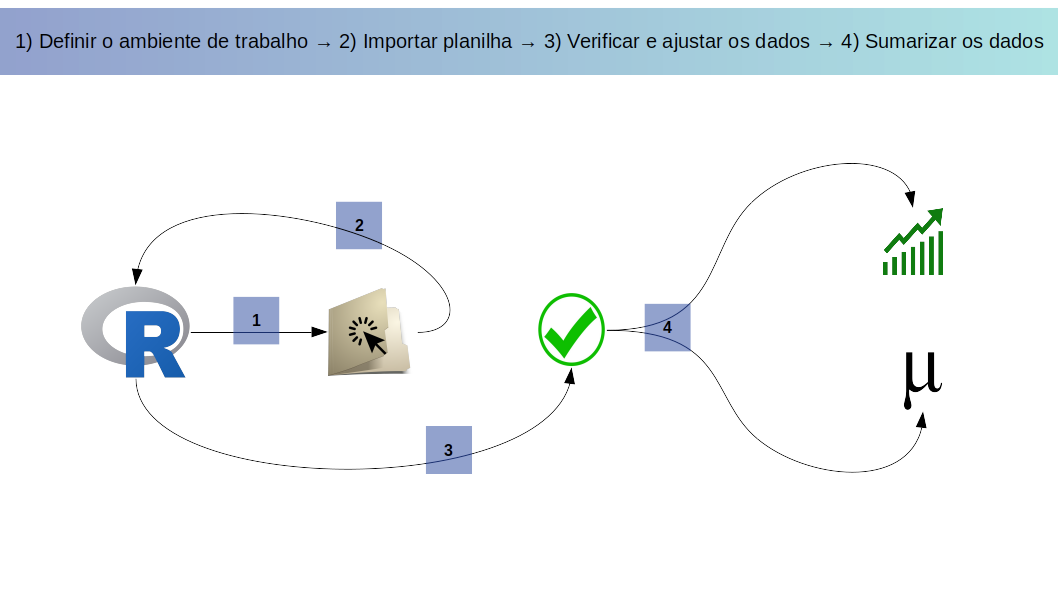 1) Definir o ambiente de trabalho → 2) Importar planilha → 3) Verificar e ajustar os dados → 4) Sumarizar os dados
2
1
R
4
μ
3